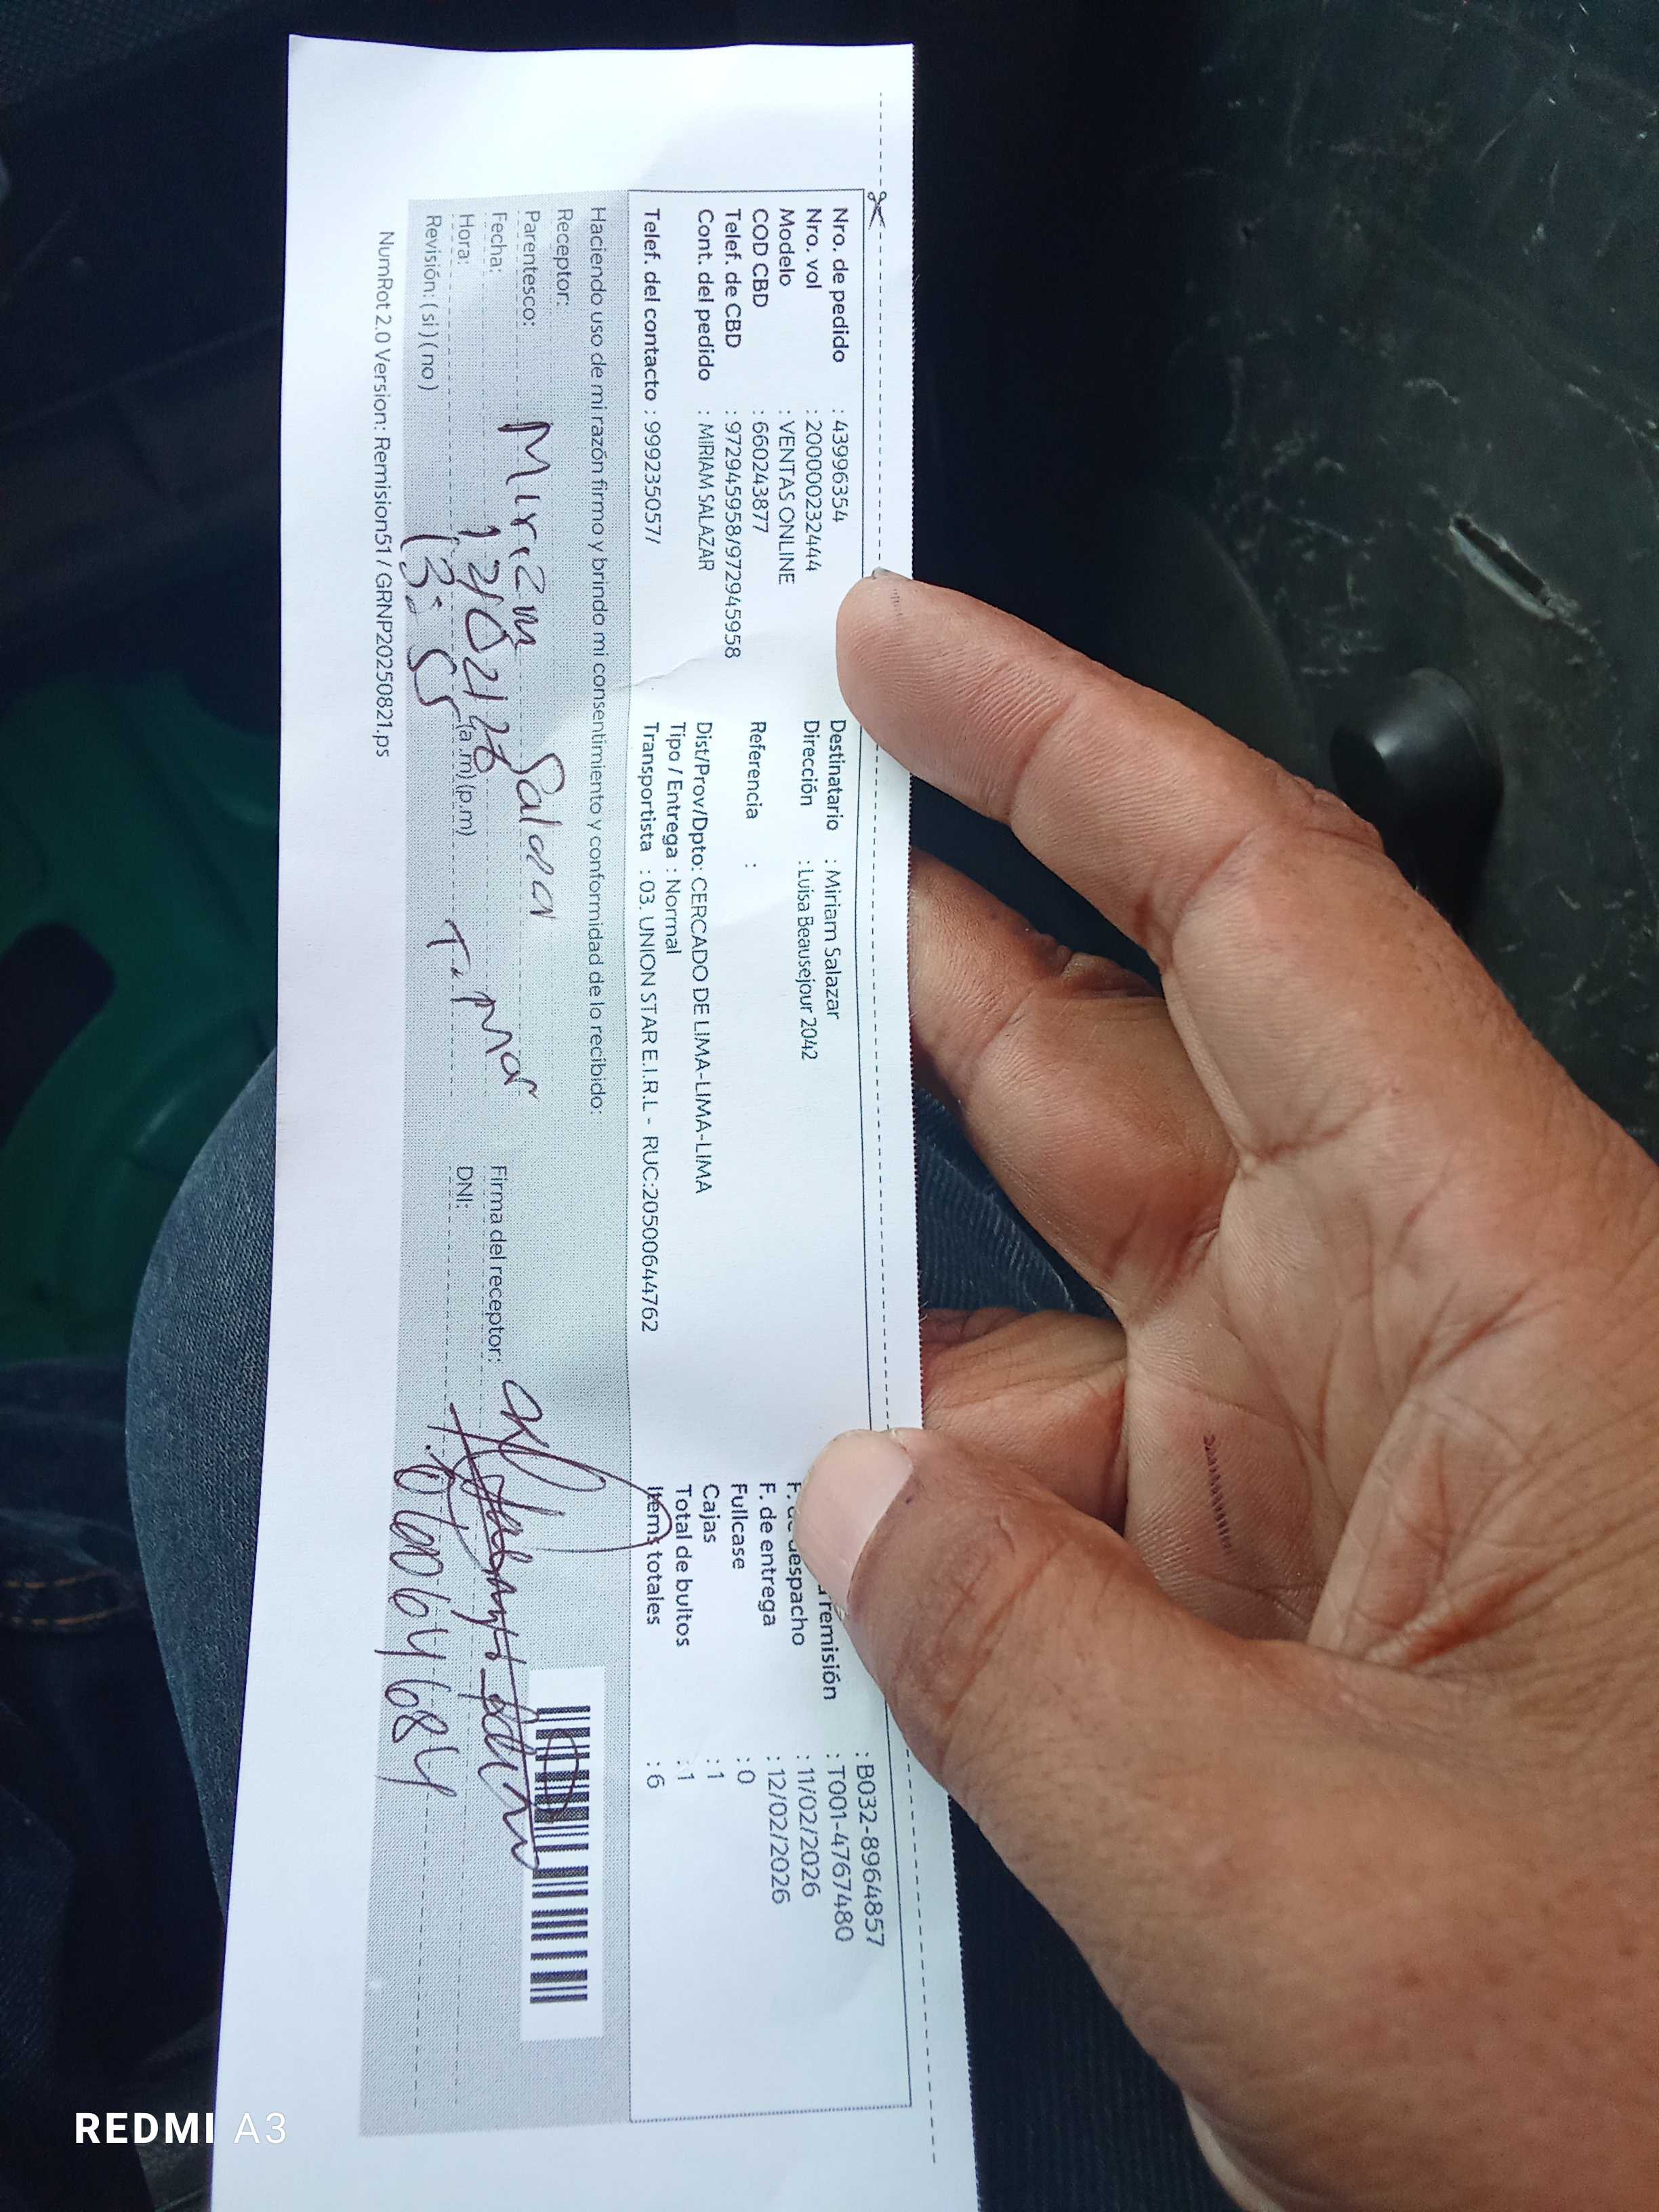 Nro. de pedido : 43996354
Nro. vol : 200000232444
Modelo : VENTAS ONLINE
COD CBD : 660243877
Telef. de CBD : 972945958/972945958
Cont. del pedido : MIRIAM SALAZAR
Telef. del contacto : 999235057/
Destinatario : Miriam Salazar
Dirección : Luisa Beausejour 2042
Referencia :
Dist/Prov/Dpto: CERCADO DE LIMA-LIMA-LIMA
Tipo / Entrega : Normal
Transportista : 03. UNION STAR E.I.R.L - RUC:20500644762
: B032-8964857
remisión : T001-4767480
F. de despacho : 11/02/2026
F. de entrega : 12/02/2026
Fullcase : 0
Cajas : 1
Total de bultos : 1
Items totales : 6
Haciendo uso de mi razón firmo y brindo mi consentimiento y conformidad de lo recibido:
Receptor:
Parentesco: Miriam Salazar
Fecha: 12/02/26
Hora: 13:55 (a.m) (p.m)
Revisión: ( si ) ( no )
Firma del receptor:
DNI:
NumRot 2.0 Version: Remision51 / GRNP20250821.ps
REDMI A3